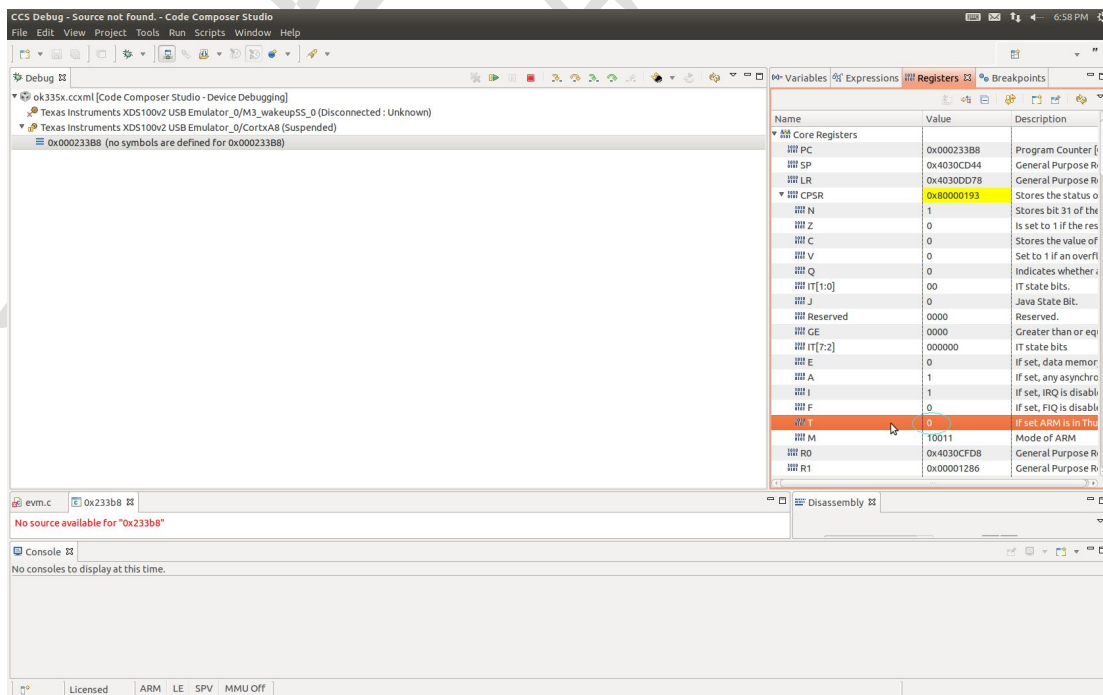 CCS Debug - Source not found. - Code Composer Studio
6:58 PM
File Edit View Project Tools Run Scripts Window Help
Debug
ok335x.ccxml [Code Composer Studio - Device Debugging]
Texas Instruments XDS100v2 USB Emulator_0/M3_wakeupSS_0 (Disconnected : Unknown)
Texas Instruments XDS100v2 USB Emulator_0/CortxA8 (Suspended)
0x000233B8 (no symbols are defined for 0x000233B8)
Variables Expressions Registers Breakpoints
Name Value Description
Core Registers
PC 0x000233B8 Program Counter [
SP 0x4030CD44 General Purpose R
LR 0x4030DD78 General Purpose R
CPSR 0x80000193 Stores the status o
N 1 Stores bit 31 of the
Z 0 Is set to 1 if the res
C 0 Stores the value of
V 0 Set to 1 if an overfl
Q 0 Indicates whether
IT[1:0] 00 IT state bits.
J 0 Java State Bit.
Reserved 0000 Reserved.
GE 0000 Greater than or eq
IT[7:2] 000000 IT state bits
E 0 If set, data memor
A 1 If set, any asynchro
I 1 If set, IRQ is disabl
F 0 If set, FIQ is disabl
T 0 If set ARM is in Thu
M 10011 Mode of ARM
R0 0x4030CFD8 General Purpose R
R1 0x00001286 General Purpose R
evm.c 0x233b8
Disassembly
No source available for "0x233b8"
Console
No consoles to display at this time.
Licensed ARM LE SPV MMU Off